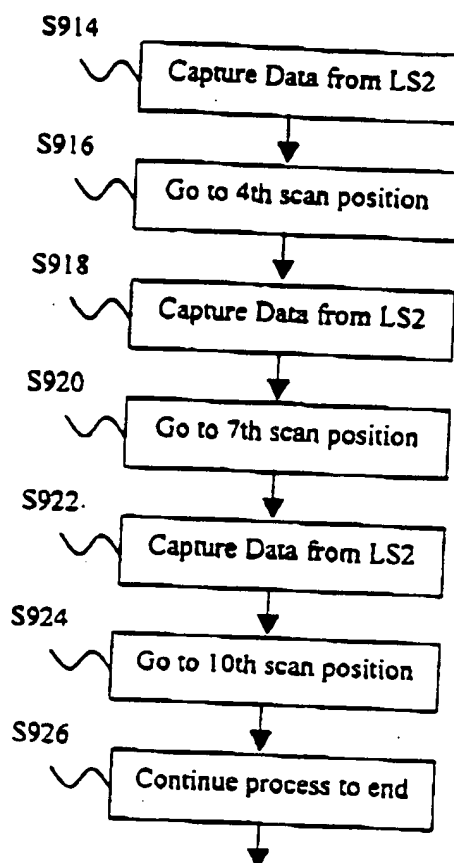 S914
Capture Data from LS2
S916
Go to 4th scan position
S918
Capture Data from LS2
S920
Go to 7th scan position
S922
Capture Data from LS2
S924
Go to 10th scan position
S926
Continue process to end